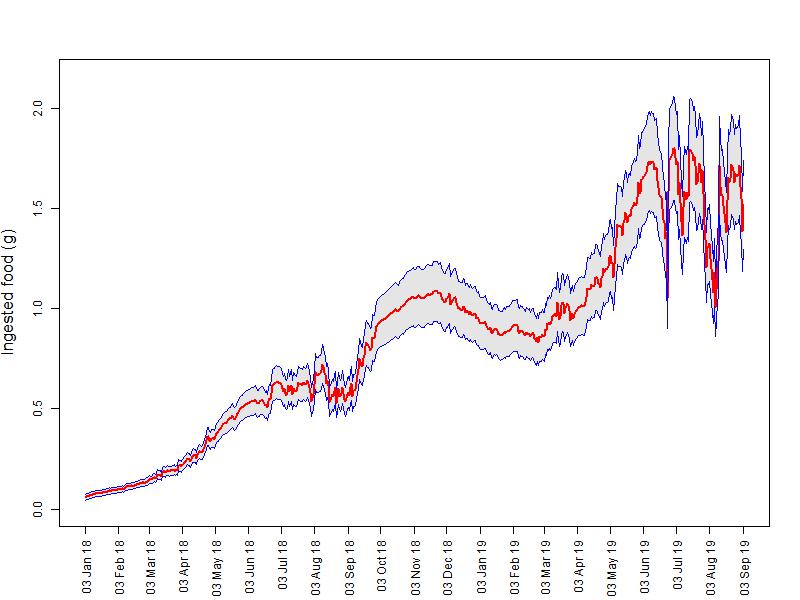 Ingested food (g)
2.0
1.5
1.0
0.5
0.0
03 Jan 18
03 Feb 18
03 Mar 18
03 Apr 18
03 May 18
03 Jun 18
03 Jul 18
03 Aug 18
03 Sep 18
03 Oct 18
03 Nov 18
03 Dec 18
03 Jan 19
03 Feb 19
03 Mar 19
03 Apr 19
03 May 19
03 Jun 19
03 Jul 19
03 Aug 19
03 Sep 19